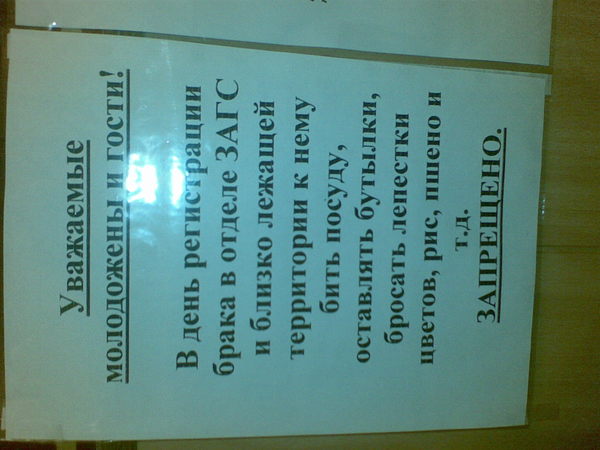 Уважаемые
молодожены и гости!
В день регистрации
брака в отделе ЗАГС
и близко лежащей
территории к нему
бить посуду,
оставлять бутылки,
бросать лепестки
цветов, рис, пшено и
т.д.
ЗАПРЕЩЕНО.